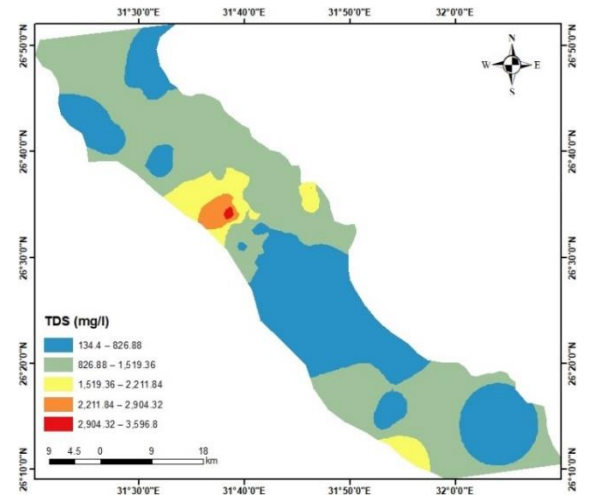 31°30'0"E 31°40'0"E 31°50'0"E 32°0'0"E
N
W E
S
26°50'0"N 26°50'0"N
26°40'0"N 26°40'0"N
26°30'0"N 26°30'0"N
26°20'0"N 26°20'0"N
26°10'0"N 26°10'0"N
TDS (mg/l)
134.4 – 826.88
826.88 – 1,519.36
1,519.36 – 2,211.84
2,211.84 – 2,904.32
2,904.32 – 3,596.8
9 4.5 0 9 18
km
31°30'0"E 31°40'0"E 31°50'0"E 32°0'0"E